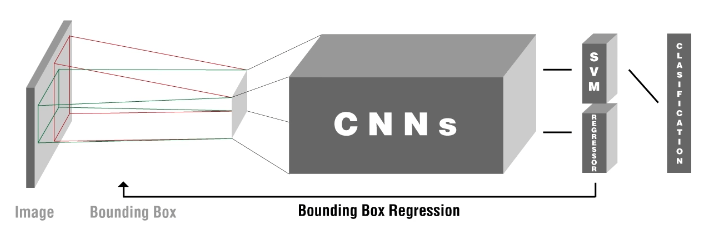 CNNs
SVM
REGRESSOR
CLASIFICATION
Image
Bounding Box
Bounding Box Regression